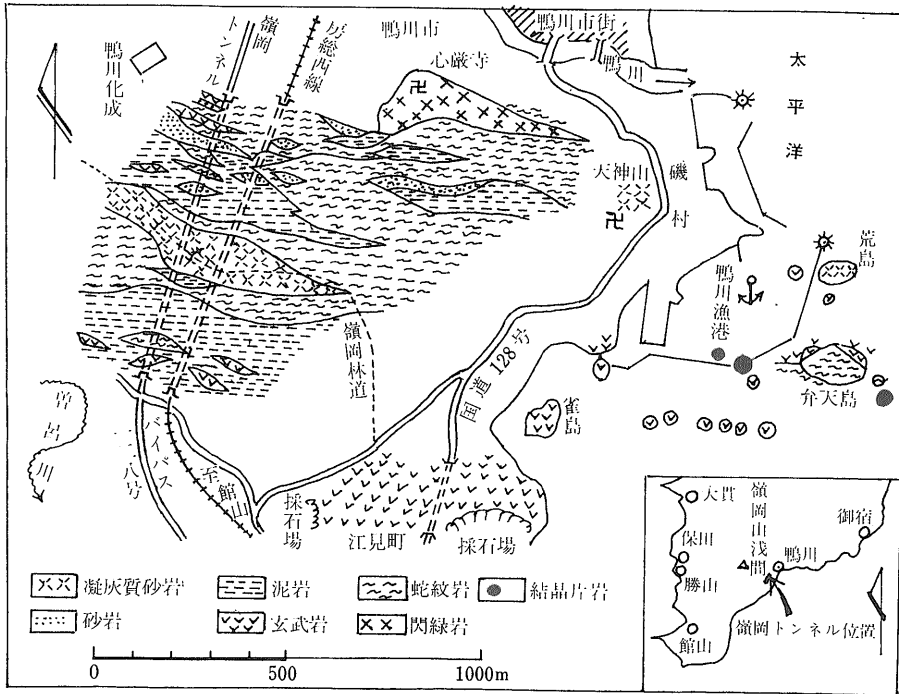 鴨川化成
嶺岡トンネル
房総西線
鴨川市
心厳寺
鴨川市街
鴨川
太平洋
天神山
磯村
荒島
鴨川漁港
弁天島
嶺岡林道
国道128号
雀島
曽呂川
バイパス
一二八号
至館山
採石場
江見町
採石場
凝灰質砂岩
泥岩
蛇紋岩
結晶片岩
砂岩
玄武岩
閃緑岩
0
500
1000m
大貫
保田
勝山
館山
嶺岡山浅間
鴨川
御宿
嶺岡トンネル位置